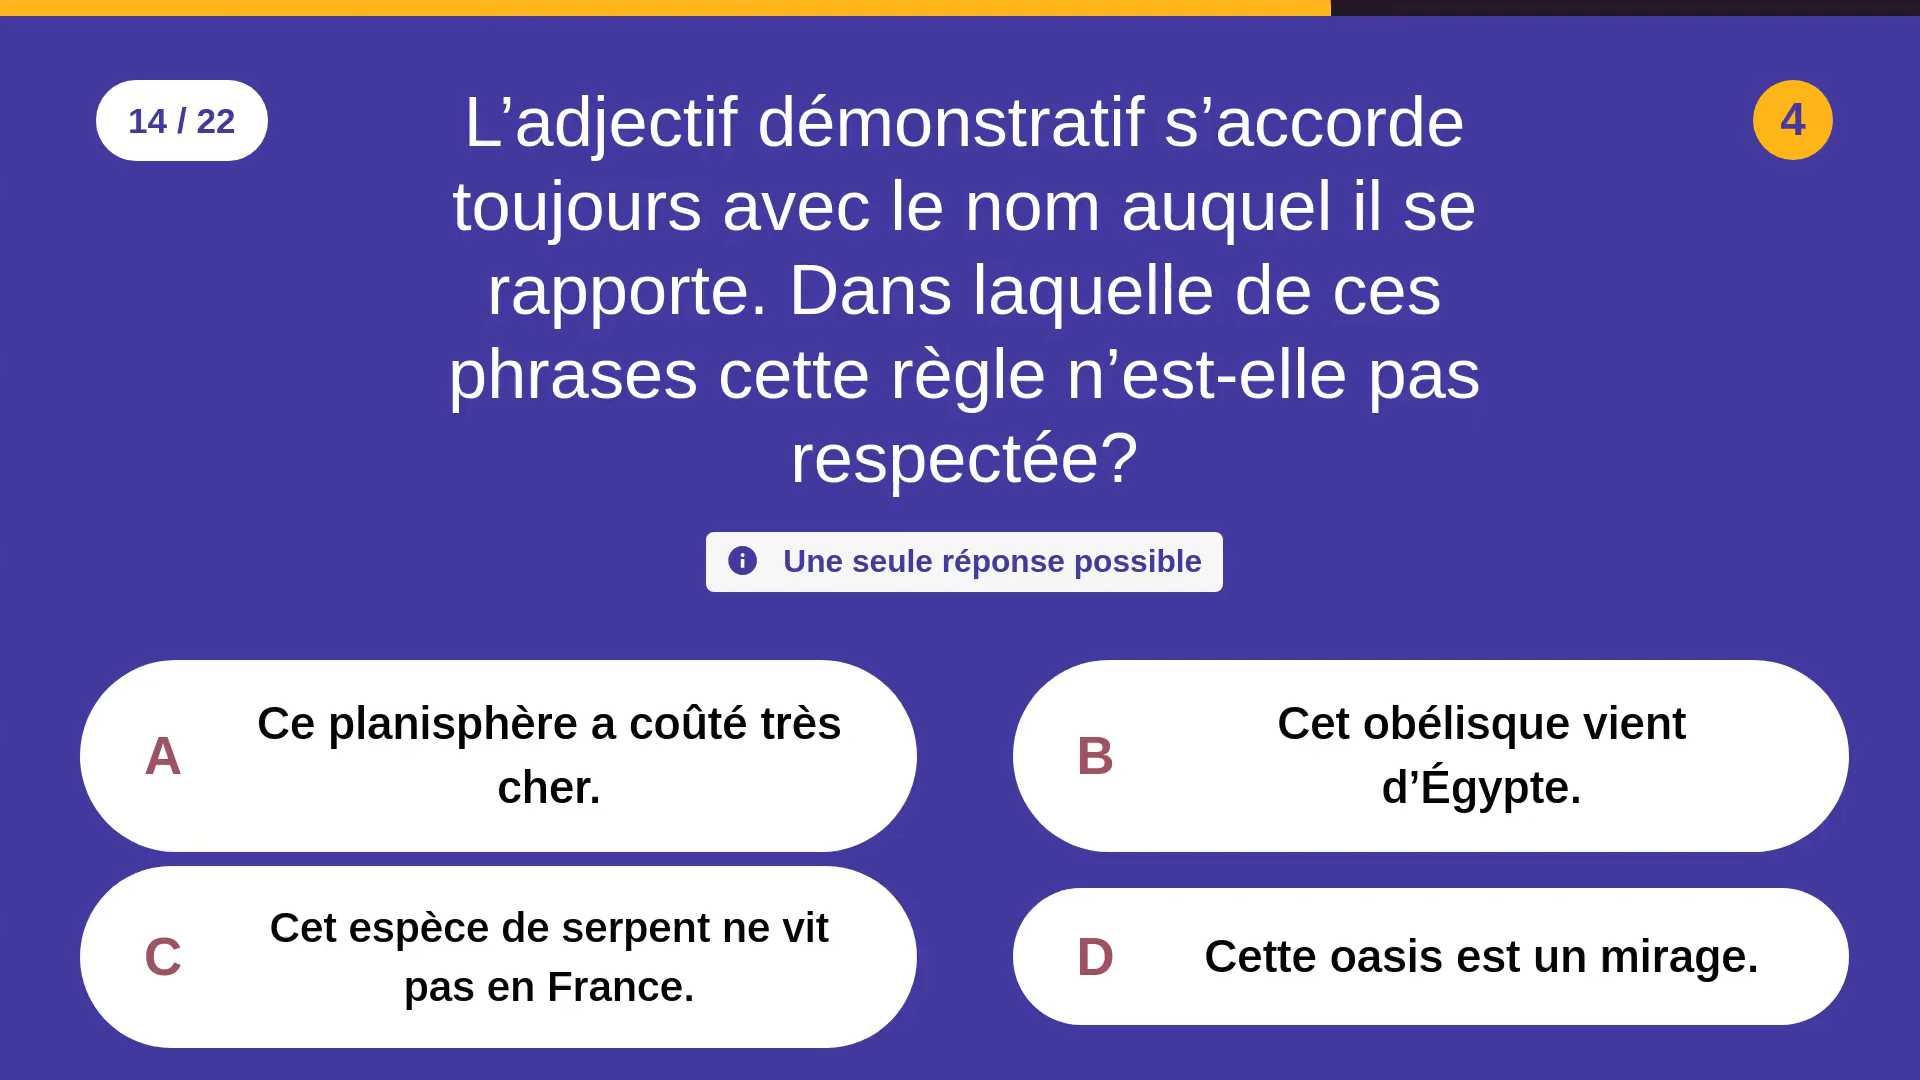 14 / 22
L’adjectif démonstratif s’accorde
toujours avec le nom auquel il se
rapporte. Dans laquelle de ces
phrases cette règle n’est-elle pas
respectée?
4
Une seule réponse possible
A
Ce planisphère a coûté très
cher.
B
Cet obélisque vient
d’Égypte.
C
Cet espèce de serpent ne vit
pas en France.
D
Cette oasis est un mirage.